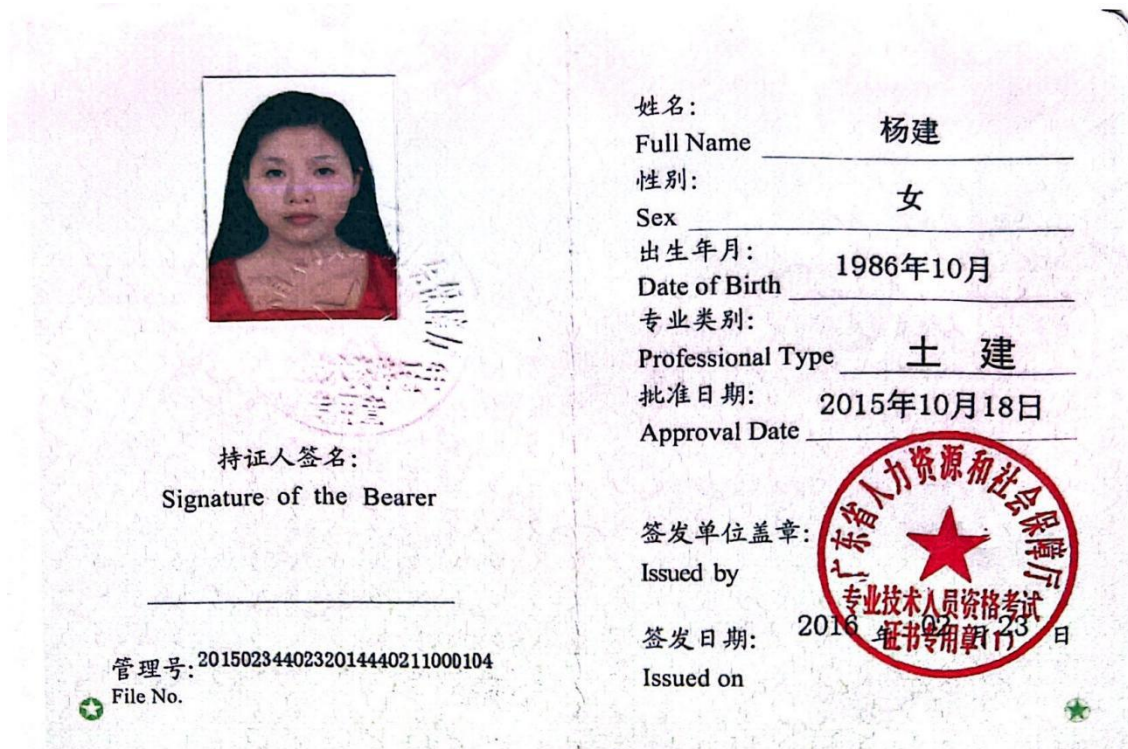 持证人签名:
Signature of the Bearer
管理号: 2015023440232014440211000104
File No.
姓名: 杨建
Full Name
性别: 女
Sex
出生年月: 1986年10月
Date of Birth
专业类别: 土 建
Professional Type
批准日期: 2015年10月18日
Approval Date
签发单位盖章:
Issued by
广东省人力资源和社会保障厅
专业技术人员资格考试
证书专用章(1)
签发日期: 2016 年 02 月 23 日
Issued on